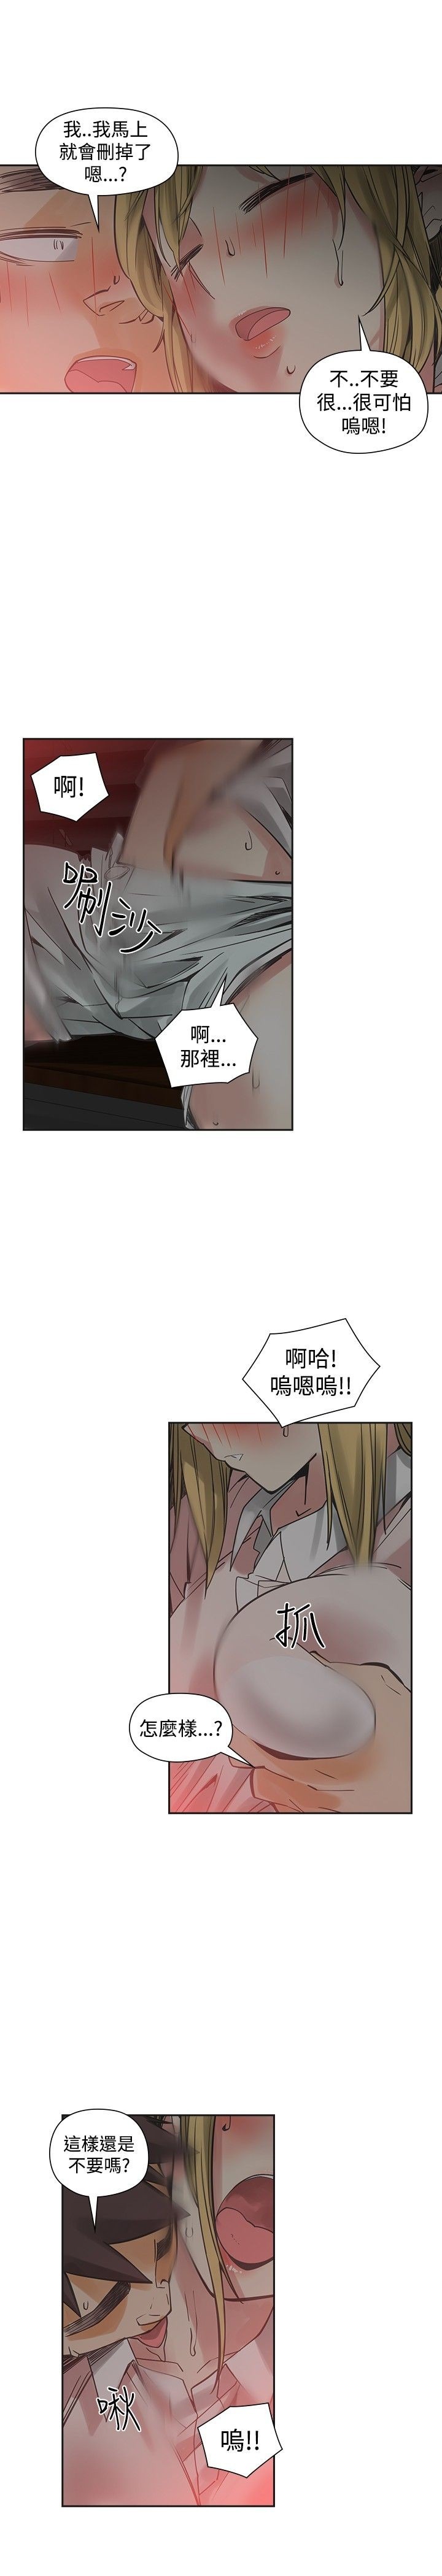 我..我馬上
就會刪掉了
嗯...?
不..不要
很...很可怕
嗚嗯!
啊!
唰沙
啊...
那裡...
啊哈!
嗚嗯嗚!!
抓
怎麼樣...?
這樣還是
不要嗎?
啾
嗚!!